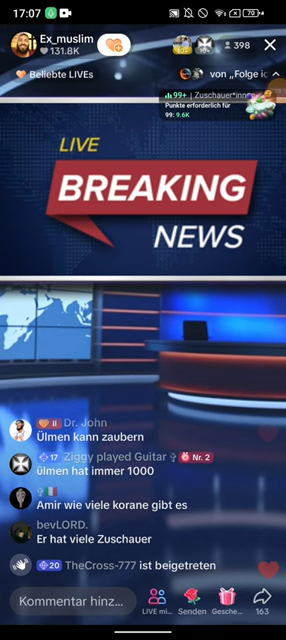 17:07
70
Ex_muslim
131.8K
398
Beliebte LIVEs
von „Folge ic
99+ | Zuschauer*innen
Punkte erforderlich für
99: 9.6K
LIVE
BREAKING
NEWS
II Dr. John
Ülmen kann zaubern
17 Ziggy played Guitar Nr. 2
ülmen hat immer 1000
Amir wie viele korane gibt es
bevLORD.
Er hat viele Zuschauer
20 TheCross-777 ist beigetreten
Kommentar hinz...
LIVE mi...
Senden
Gesche...
163